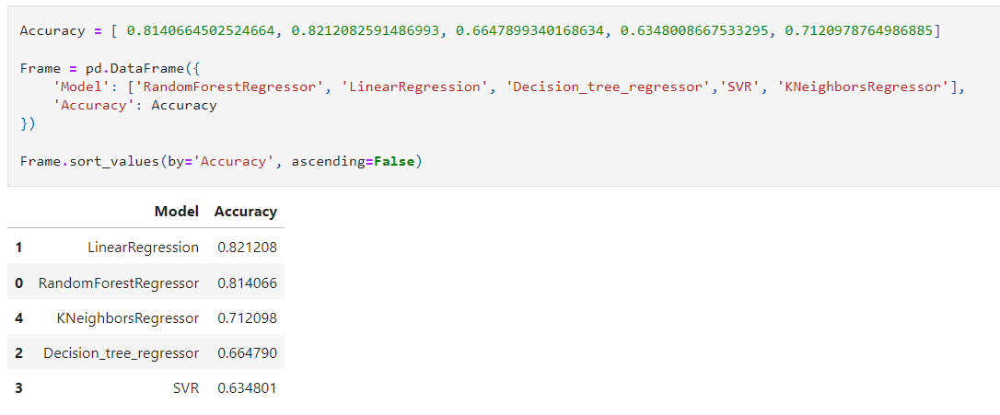 Accuracy = [ 0.8140664502524664, 0.8212082591486993, 0.6647899340168634, 0.6348008667533295, 0.7120978764986885]
Frame = pd.DataFrame({
'Model': ['RandomForestRegressor', 'LinearRegression', 'Decision_tree_regressor','SVR', 'KNeighborsRegressor'],
'Accuracy': Accuracy
})
Frame.sort_values(by='Accuracy', ascending=False)
Model Accuracy
1 LinearRegression 0.821208
0 RandomForestRegressor 0.814066
4 KNeighborsRegressor 0.712098
2 Decision_tree_regressor 0.664790
3 SVR 0.634801